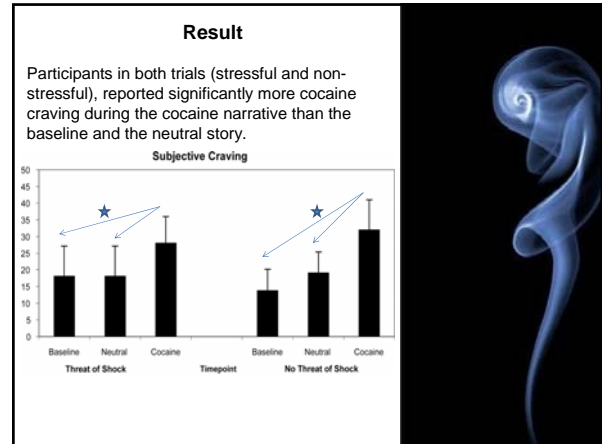 Result
Participants in both trials (stressful and non-
stressful), reported significantly more cocaine
craving during the cocaine narrative than the
baseline and the neutral story.
Subjective Craving
50
45
40
35
30
25
20
15
10
5
0
Baseline Neutral Cocaine Baseline Neutral Cocaine
Threat of Shock Timepoint No Threat of Shock